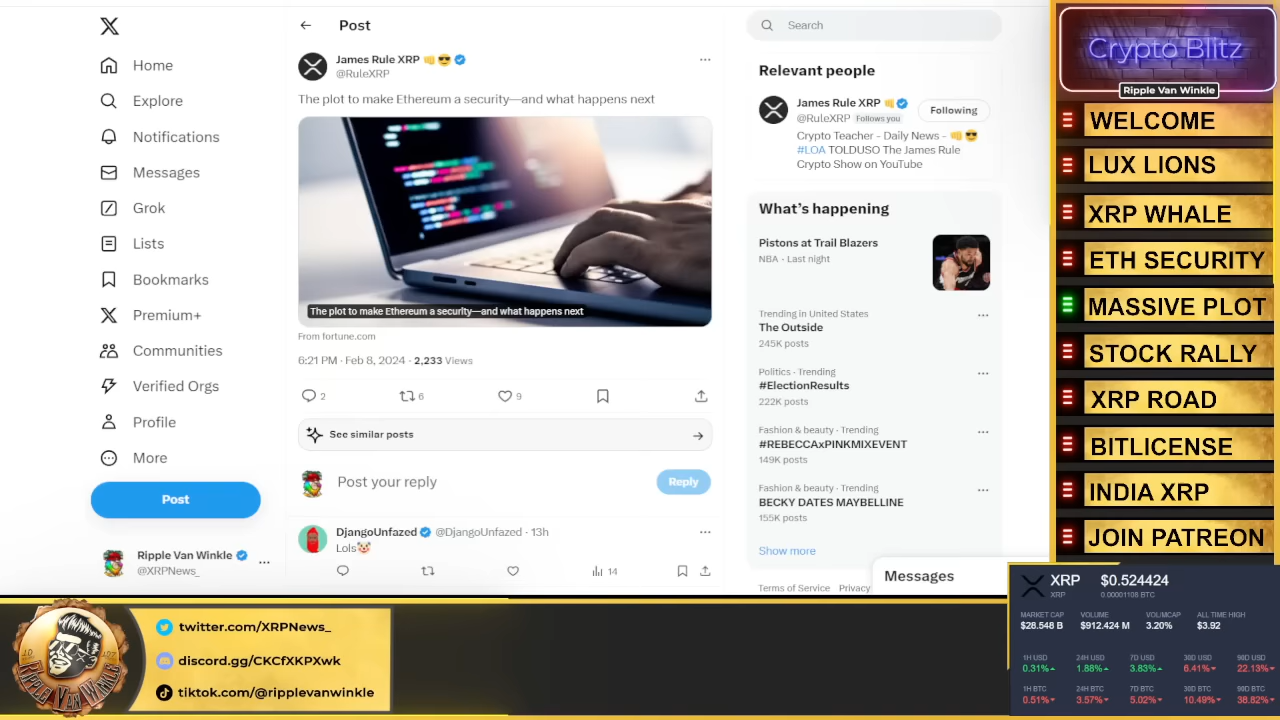 Home
Explore
Notifications
Messages
Grok
Lists
Bookmarks
Premium+
Communities
Verified Orgs
Profile
More
Post
Ripple Van Winkle
@XRPNews_
Post
James Rule XRP
@RuleXRP
The plot to make Ethereum a security—and what happens next
The plot to make Ethereum a security—and what happens next
From fortune.com
6:21 PM · Feb 8, 2024 · 2,233 Views
2
6
9
See similar posts
Post your reply
Reply
DjangoUnfazed @DjangoUnfazed · 13h
Lols🤡
14
Search
Relevant people
James Rule XRP
@RuleXRP Follows you
Following
Crypto Teacher - Daily News - 👊 😎
#LOA TOLDUSO The James Rule
Crypto Show on YouTube
What's happening
Pistons at Trail Blazers
NBA · Last night
Trending in United States
The Outside
245K posts
Politics · Trending
#ElectionResults
222K posts
Fashion & beauty · Trending
#REBECCAxPINKMIXEVENT
149K posts
Fashion & beauty · Trending
BECKY DATES MAYBELLINE
155K posts
Show more
Terms of Service Privacy
Messages
Crypto Blitz
Ripple Van Winkle
WELCOME
LUX LIONS
XRP WHALE
ETH SECURITY
MASSIVE PLOT
STOCK RALLY
XRP ROAD
BITLICENSE
INDIA XRP
JOIN PATREON
XRP $0.524424
XRP 0.00001108 BTC
MARKET CAP VOLUME VOL/MCAP ALL TIME HIGH
$28.548 B $912.424 M 3.20% $3.92
1H USD 24H USD 7D USD 30D USD 90D USD
0.31% 1.88% 3.83% 6.41% 22.13%
1H BTC 24H BTC 7D BTC 30D BTC 90D BTC
0.51% 3.57% 5.02% 10.49% 38.82%
RIPPLE VAN WINKLE
twitter.com/XRPNews_
discord.gg/CKCfXKPXwk
tiktok.com/@ripplevanwinkle